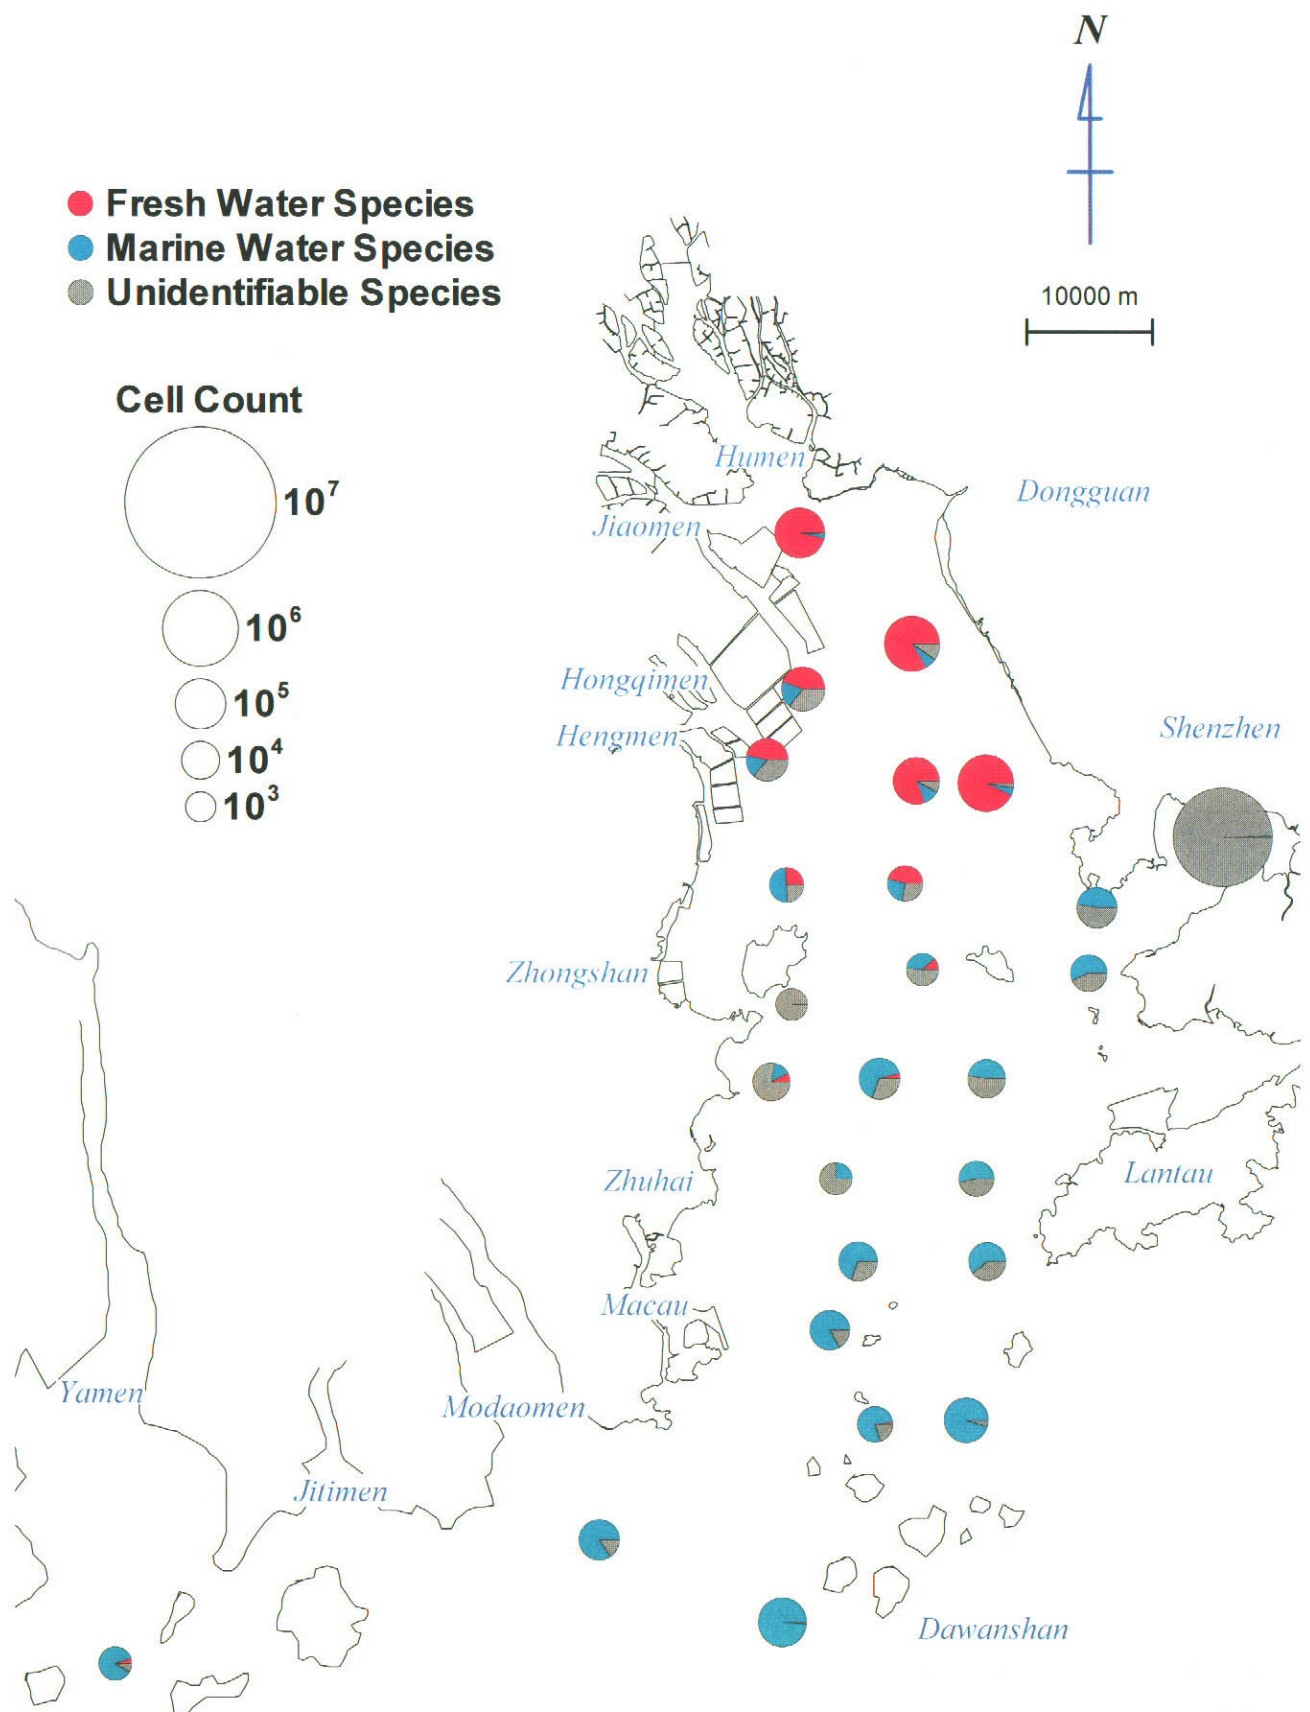 N
10000 m
Fresh Water Species
Marine Water Species
Unidentifiable Species
Cell Count
10⁷
10⁶
10⁵
10⁴
10³
Humen
Dongguan
Jiaomen
Hongqimen
Hengmen
Shenzhen
Zhongshan
Zhuhai
Lantau
Macau
Yamen
Modaomen
Jitimen
Dawanshan